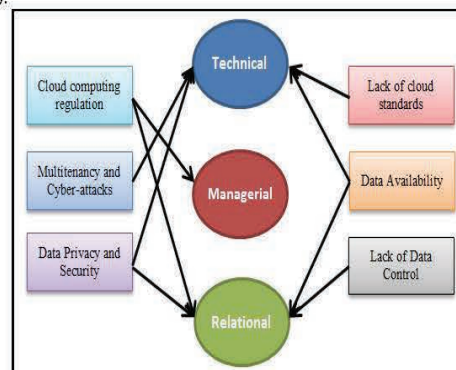 y.
Technical
Cloud computing
regulation
Lack of cloud
standards
Multitenancy and
Cyber-attacks
Managerial
Data Availability
Data Privacy and
Security
Lack of Data
Control
Relational